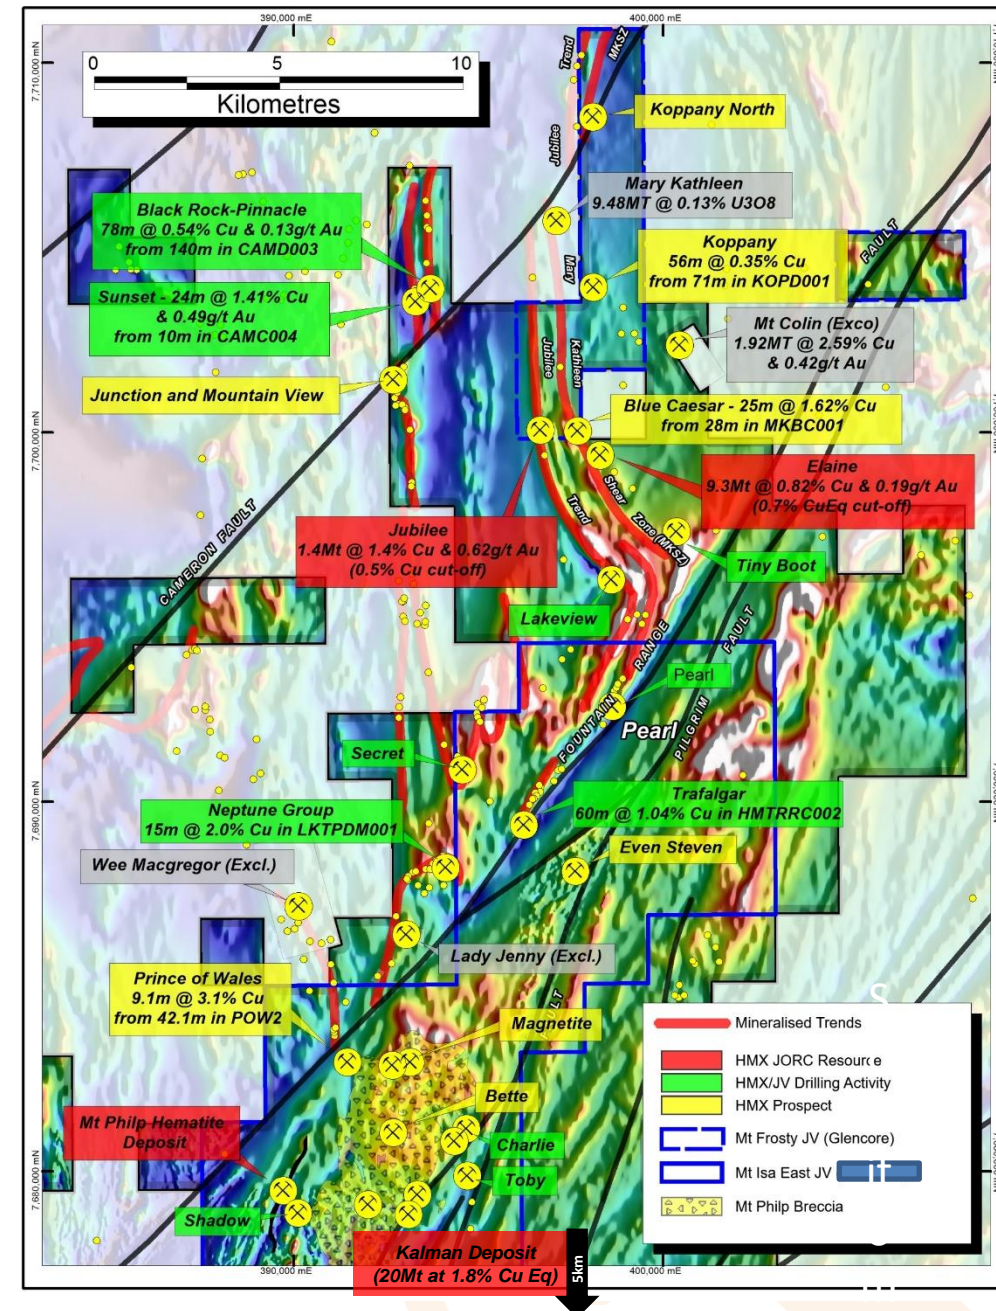 390,000 mE
400,000 mE
7,710,000 mN
0 5 10
Kilometres
Trend
MKSZ
Jubilee
Koppany North
Mary Kathleen
9.48MT @ 0.13% U3O8
Black Rock-Pinnacle
78m @ 0.54% Cu & 0.13g/t Au
from 140m in CAMD003
Koppany
56m @ 0.35% Cu
from 71m in KOPD001
FAULT
Mary
Sunset - 24m @ 1.41% Cu
& 0.49g/t Au
from 10m in CAMC004
Mt Colin (Exco)
1.92MT @ 2.59% Cu
& 0.42g/t Au
Jubilee
Kathleen
Junction and Mountain View
Blue Caesar - 25m @ 1.62% Cu
from 28m in MKBC001
7,700,000 mN
Elaine
9.3Mt @ 0.82% Cu & 0.19g/t Au
(0.7% CuEq cut-off)
Shear
Zone (MKSZ)
Trend
Jubilee
1.4Mt @ 1.4% Cu & 0.62g/t Au
(0.5% Cu cut-off)
CAMERON FAULT
Tiny Boot
Lakeview
RANGE
FAULT
Pearl
FOUNTAIN
Pearl
PILGRIM
Secret
Trafalgar
60m @ 1.04% Cu in HMTRRC002
7,690,000 mN
Neptune Group
15m @ 2.0% Cu in LKTPDM001
Even Steven
Wee Macgregor (Excl.)
Lady Jenny (Excl.)
Prince of Wales
9.1m @ 3.1% Cu
from 42.1m in POW2
Magnetite
Bette
Mt Philp Hematite
Deposit
Charlie
Toby
7,680,000 mN
Shadow
Kalman Deposit
(20Mt at 1.8% Cu Eq)
5km
S
Mineralised Trends
HMX JORC Resource
HMX/JV Drilling Activity
HMX Prospect
Mt Frosty JV (Glencore)
Mt Isa East JV
if
Mt Philp Breccia
390,000 mE
400,000 mE